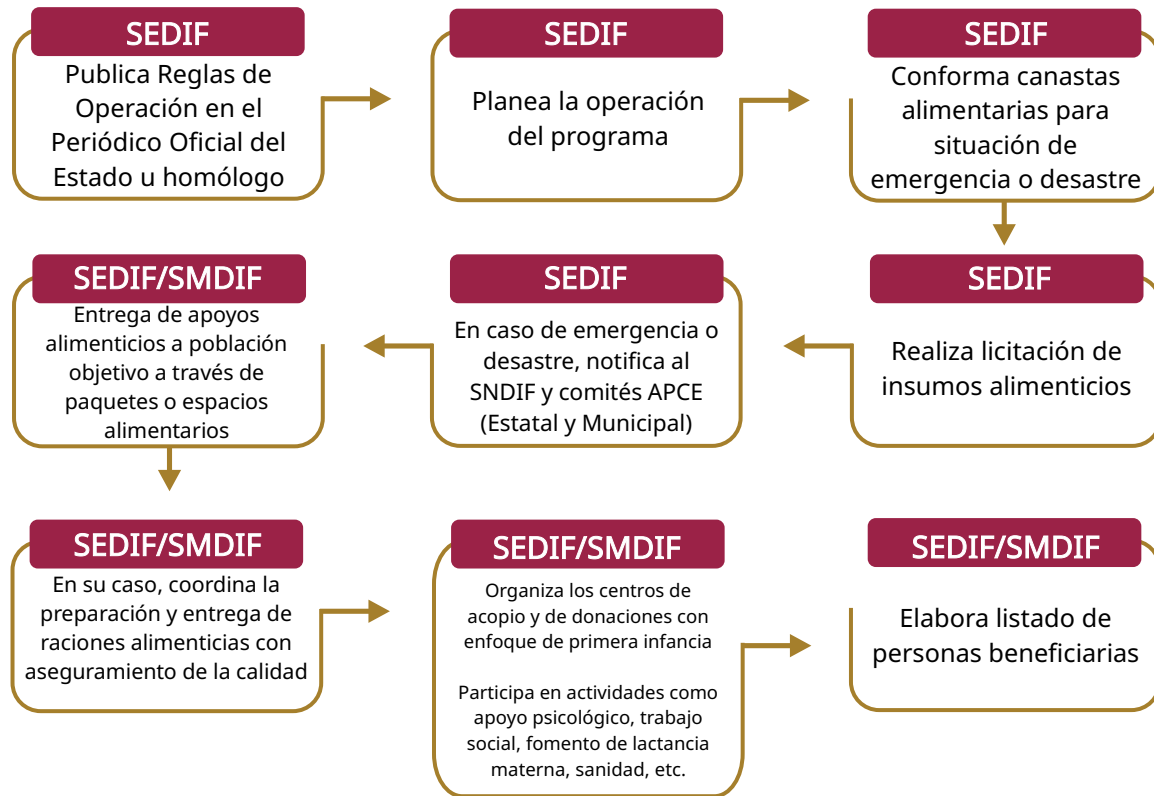 SEDIF
Publica Reglas de
Operación en el
Periódico Oficial del
Estado u homólogo
SEDIF
Planea la operación
del programa
SEDIF
Conforma canastas
alimentarias para
situación de
emergencia o desastre
SEDIF
Realiza licitación de
insumos alimenticios
SEDIF
En caso de emergencia o
desastre, notifica al
SNDIF y comités APCE
(Estatal y Municipal)
SEDIF/SMDIF
Entrega de apoyos
alimenticios a población
objetivo a través de
paquetes o espacios
alimentarios
SEDIF/SMDIF
En su caso, coordina la
preparación y entrega de
raciones alimenticias con
aseguramiento de la calidad
SEDIF/SMDIF
Organiza los centros de
acopio y de donaciones con
enfoque de primera infancia
Participa en actividades como
apoyo psicológico, trabajo
social, fomento de lactancia
materna, sanidad, etc.
SEDIF/SMDIF
Elabora listado de
personas beneficiarias